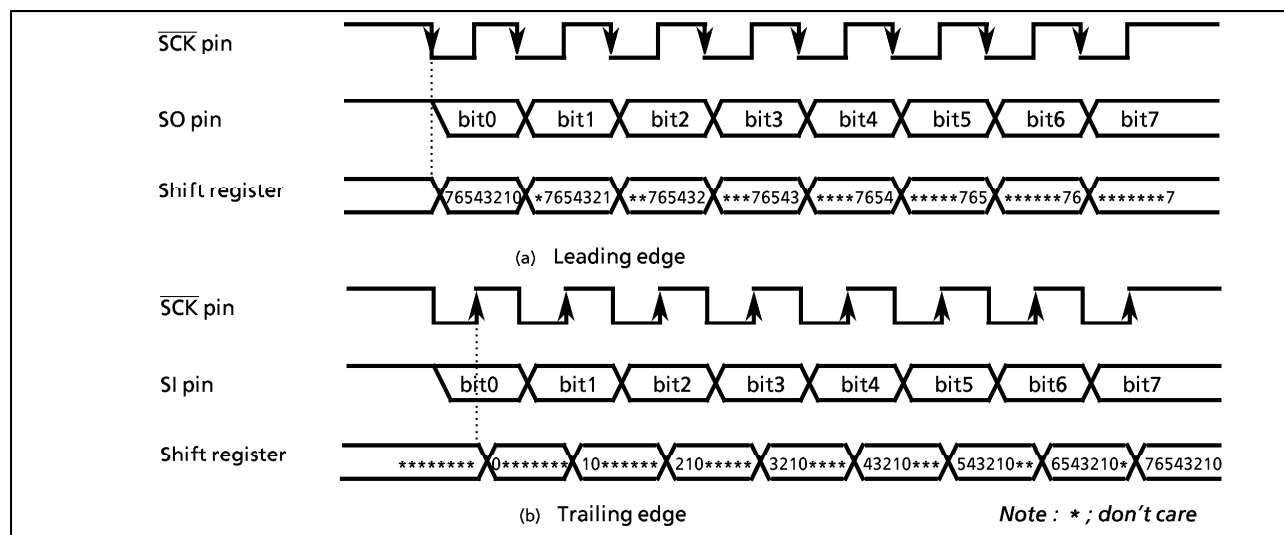 SCK pin
SO pin bit0 bit1 bit2 bit3 bit4 bit5 bit6 bit7
Shift register 76543210 *7654321 **765432 ***76543 ****7654 *****765 ******76 *******7
(a) Leading edge
SCK pin
SI pin bit0 bit1 bit2 bit3 bit4 bit5 bit6 bit7
Shift register ******** 0******* 10****** 210***** 3210**** 43210*** 543210** 6543210* 76543210
(b) Trailing edge Note : * ; don't care